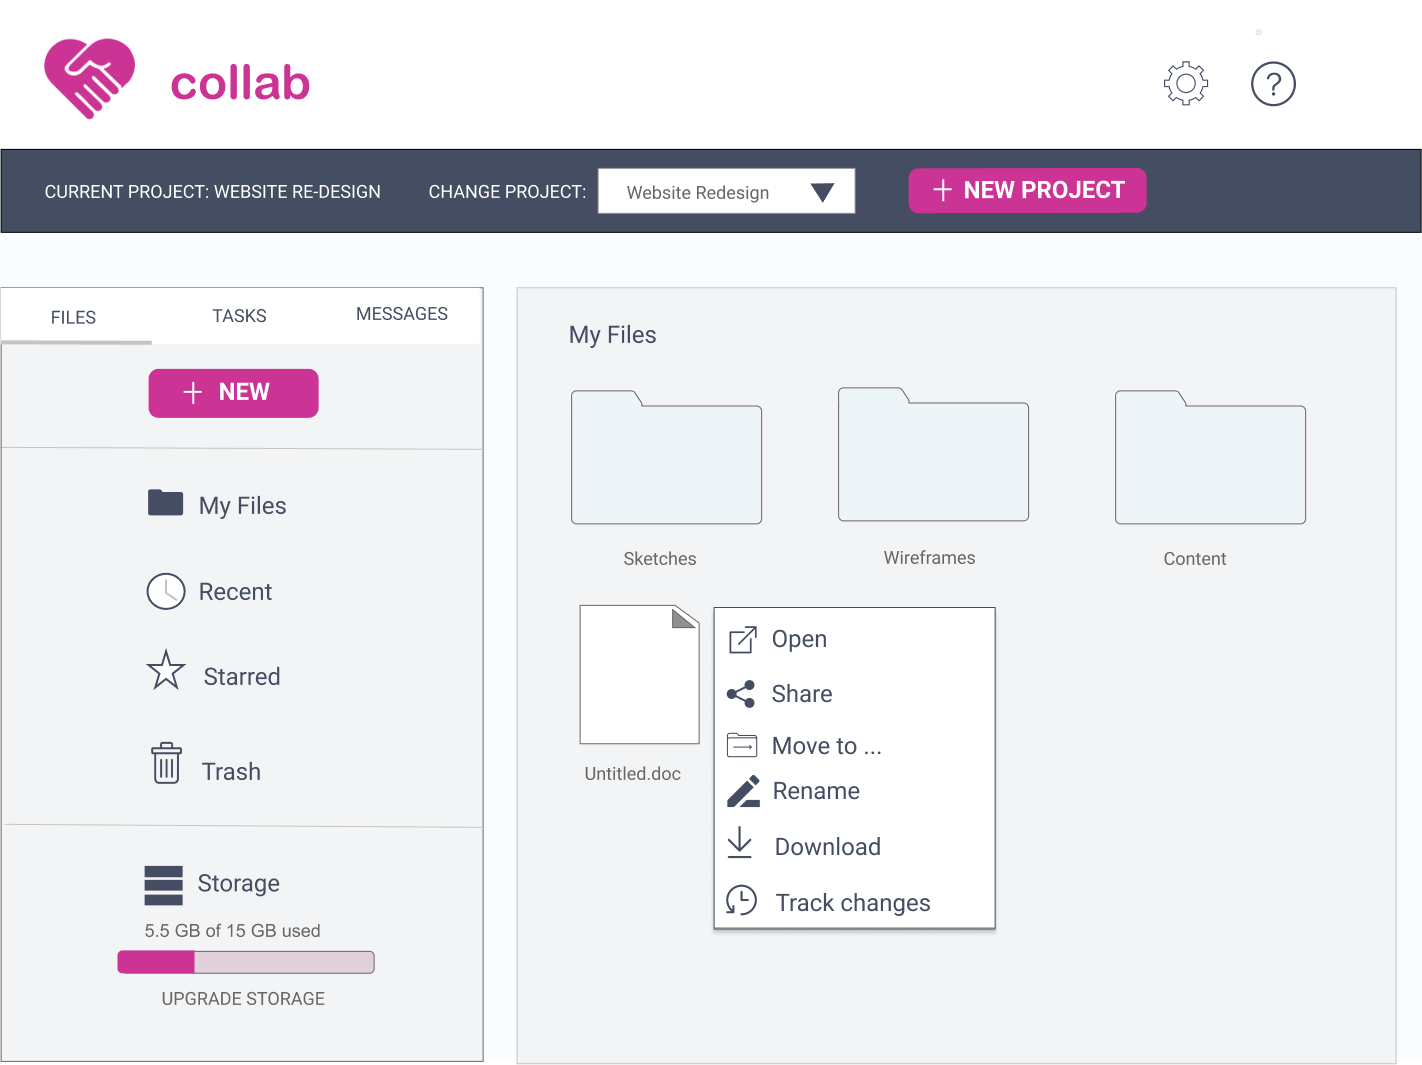 collab
?
CURRENT PROJECT: WEBSITE RE-DESIGN CHANGE PROJECT: Website Redesign + NEW PROJECT
FILES TASKS MESSAGES
+ NEW
My Files
Recent
Starred
Trash
Storage
5.5 GB of 15 GB used
UPGRADE STORAGE
My Files
Sketches Wireframes Content
Untitled.doc
Open
Share
Move to ...
Rename
Download
Track changes